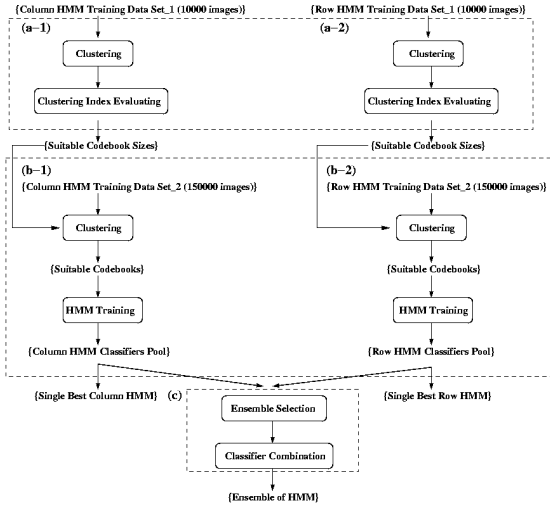 {Column HMM Training Data Set_1 (10000 images)}
{Row HMM Training Data Set_1 (10000 images)}
(a−1)
(a−2)
Clustering
Clustering
Clustering Index Evaluating
Clustering Index Evaluating
{Suitable Codebook Sizes}
{Suitable Codebook Sizes}
(b−1)
(b−2)
{Column HMM Training Data Set_2 (150000 images)}
{Row HMM Training Data Set_2 (150000 images)}
Clustering
Clustering
{Suitable Codebooks}
{Suitable Codebooks}
HMM Training
HMM Training
{Column HMM Classifiers Pool}
{Row HMM Classifiers Pool}
{Single Best Column HMM}
(c)
{Single Best Row HMM}
Ensemble Selection
Classifier Combination
{Ensemble of HMM}